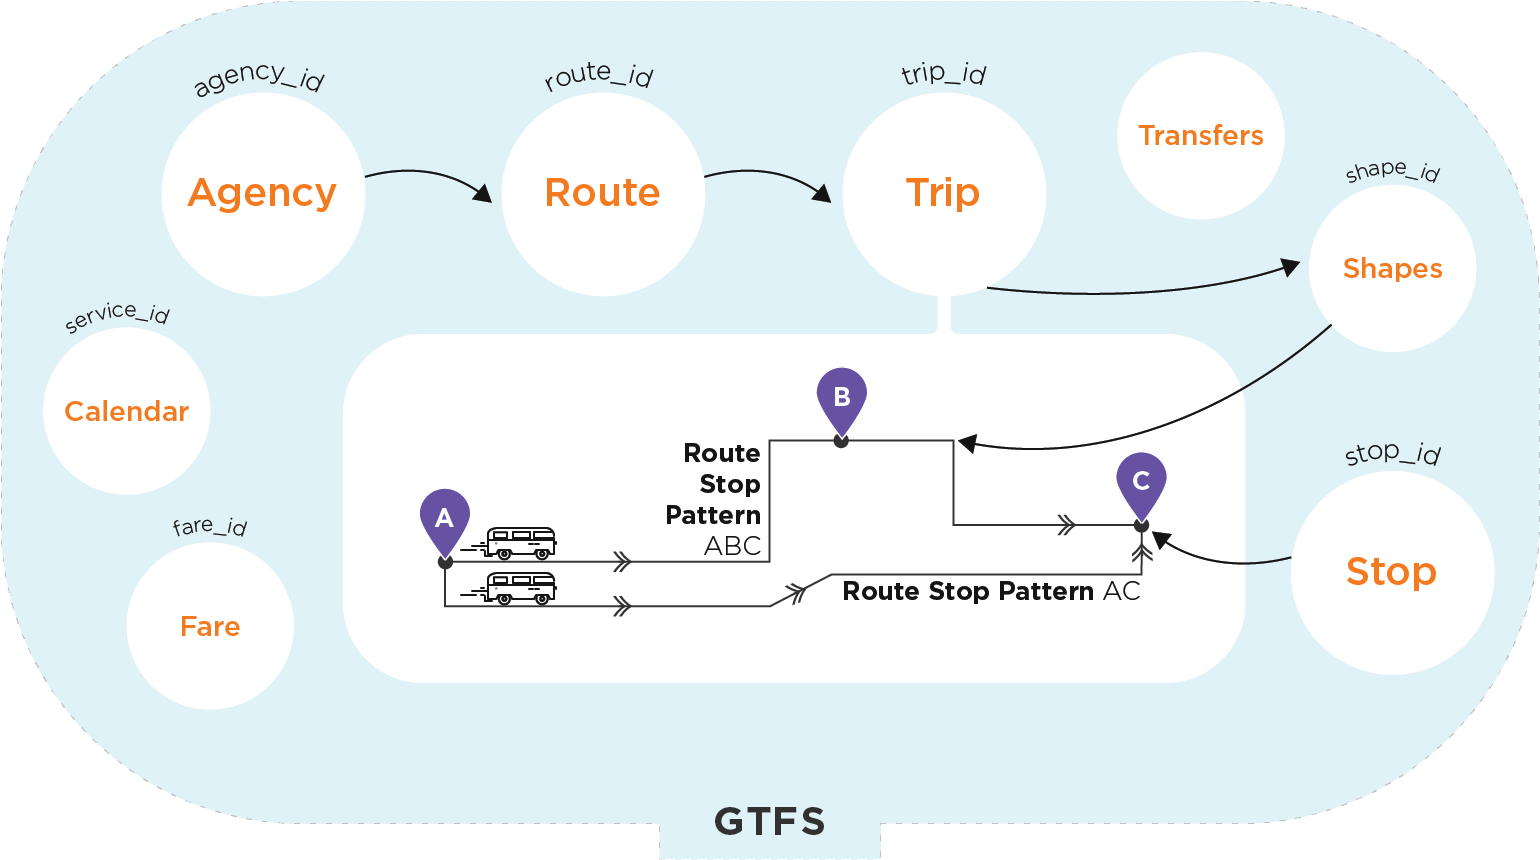 agency_id
Agency
route_id
Route
trip_id
Trip
Transfers
shape_id
Shapes
service_id
Calendar
fare_id
Fare
A
B
C
Route
Stop
Pattern
ABC
Route Stop Pattern AC
stop_id
Stop
GTFS